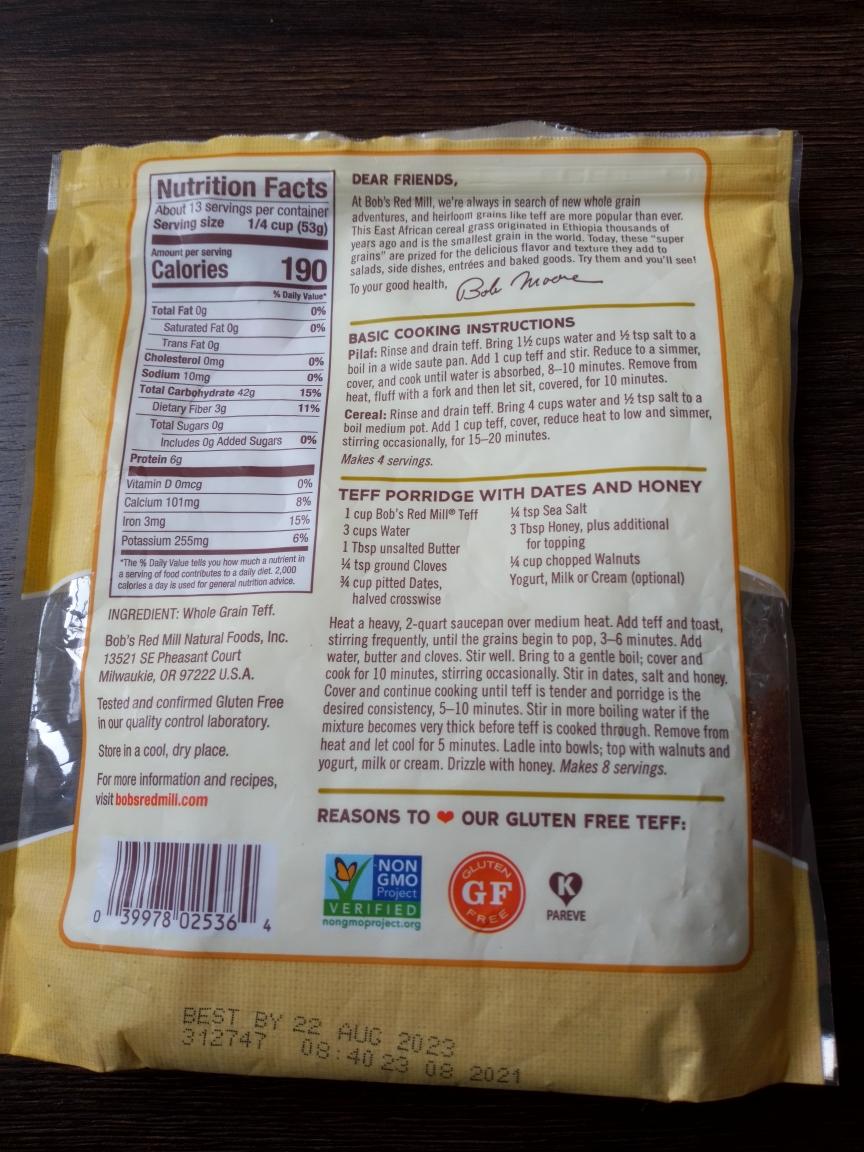 Nutrition Facts
About 13 servings per container
Serving size 1/4 cup (53g)
Amount per serving
Calories 190
% Daily Value*
Total Fat 0g 0%
Saturated Fat 0g 0%
Trans Fat 0g
Cholesterol 0mg 0%
Sodium 10mg 0%
Total Carbohydrate 42g 15%
Dietary Fiber 3g 11%
Total Sugars 0g
Includes 0g Added Sugars 0%
Protein 6g
Vitamin D 0mcg 0%
Calcium 101mg 8%
Iron 3mg 15%
Potassium 255mg 6%
*The % Daily Value tells you how much a nutrient in
a serving of food contributes to a daily diet. 2,000
calories a day is used for general nutrition advice.
INGREDIENT: Whole Grain Teff.
Bob's Red Mill Natural Foods, Inc.
13521 SE Pheasant Court
Milwaukie, OR 97222 U.S.A.
Tested and confirmed Gluten Free
in our quality control laboratory.
Store in a cool, dry place.
For more information and recipes,
visit bobsredmill.com
0 39978 02536 4
DEAR FRIENDS,
At Bob's Red Mill, we're always in search of new whole grain
adventures, and heirloom grains like teff are more popular than ever.
This East African cereal grass originated in Ethiopia thousands of
years ago and is the smallest grain in the world. Today, these "super
grains" are prized for the delicious flavor and texture they add to
salads, side dishes, entrées and baked goods. Try them and you'll see!
To your good health, Bob Moore
BASIC COOKING INSTRUCTIONS
Pilaf: Rinse and drain teff. Bring 1½ cups water and ½ tsp salt to a
boil in a wide saute pan. Add 1 cup teff and stir. Reduce to a simmer,
cover, and cook until water is absorbed, 8–10 minutes. Remove from
heat, fluff with a fork and then let sit, covered, for 10 minutes.
Cereal: Rinse and drain teff. Bring 4 cups water and ½ tsp salt to a
boil medium pot. Add 1 cup teff, cover, reduce heat to low and simmer,
stirring occasionally, for 15–20 minutes.
Makes 4 servings.
TEFF PORRIDGE WITH DATES AND HONEY
1 cup Bob's Red Mill® Teff
3 cups Water
1 Tbsp unsalted Butter
¼ tsp ground Cloves
¾ cup pitted Dates,
halved crosswise
¼ tsp Sea Salt
3 Tbsp Honey, plus additional
for topping
¼ cup chopped Walnuts
Yogurt, Milk or Cream (optional)
Heat a heavy, 2-quart saucepan over medium heat. Add teff and toast,
stirring frequently, until the grains begin to pop, 3–6 minutes. Add
water, butter and cloves. Stir well. Bring to a gentle boil; cover and
cook for 10 minutes, stirring occasionally. Stir in dates, salt and honey.
Cover and continue cooking until teff is tender and porridge is the
desired consistency, 5–10 minutes. Stir in more boiling water if the
mixture becomes very thick before teff is cooked through. Remove from
heat and let cool for 5 minutes. Ladle into bowls; top with walnuts and
yogurt, milk or cream. Drizzle with honey. Makes 8 servings.
REASONS TO ❤ OUR GLUTEN FREE TEFF:
NON
GMO
Project
VERIFIED
nongmoproject.org
GLUTEN
GF
FREE
K
PAREVE
BEST BY 22 AUG 2023
312747 08:40 23 08 2021